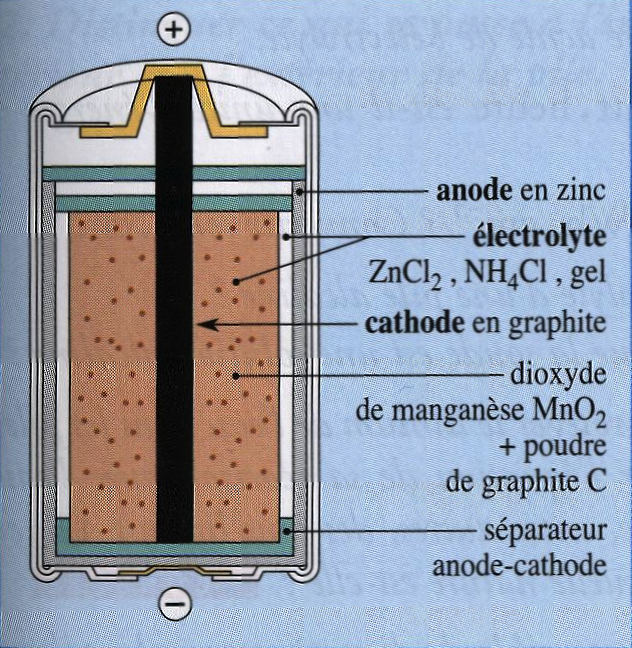 +
anode en zinc
électrolyte
ZnCl₂ , NH₄Cl , gel
cathode en graphite
dioxyde
de manganèse MnO₂
+ poudre
de graphite C
séparateur
anode-cathode
−